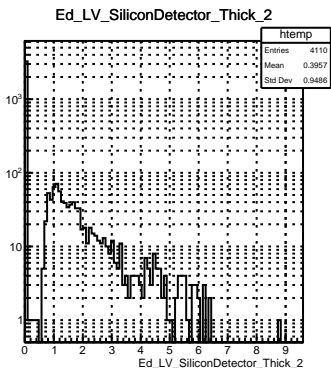 Ed_LV_SiliconDetector_Thick_2
htemp
Entries 4110
Mean 0.3957
Std Dev 0.9486
10³
10²
10
1
0 1 2 3 4 5 6 7 8 9
Ed_LV_SiliconDetector_Thick_2